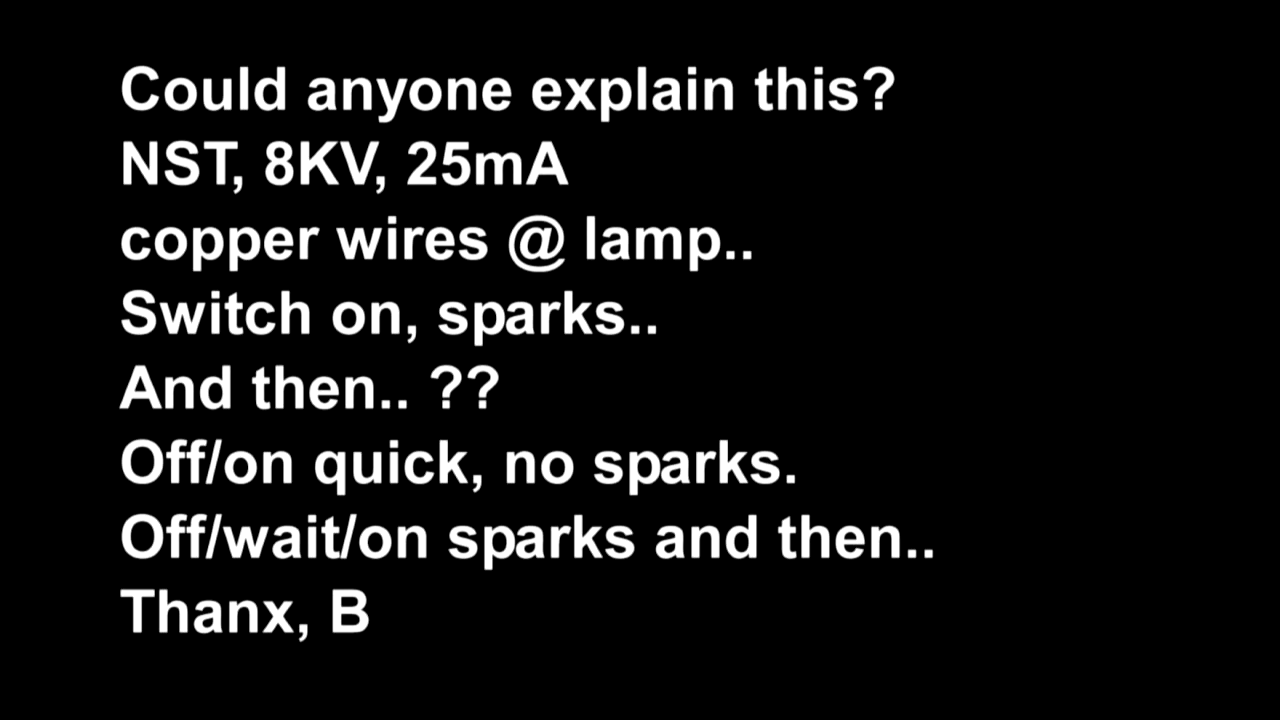 Could anyone explain this?
NST, 8KV, 25mA
copper wires @ lamp..
Switch on, sparks..
And then.. ??
Off/on quick, no sparks.
Off/wait/on sparks and then..
Thanx, B